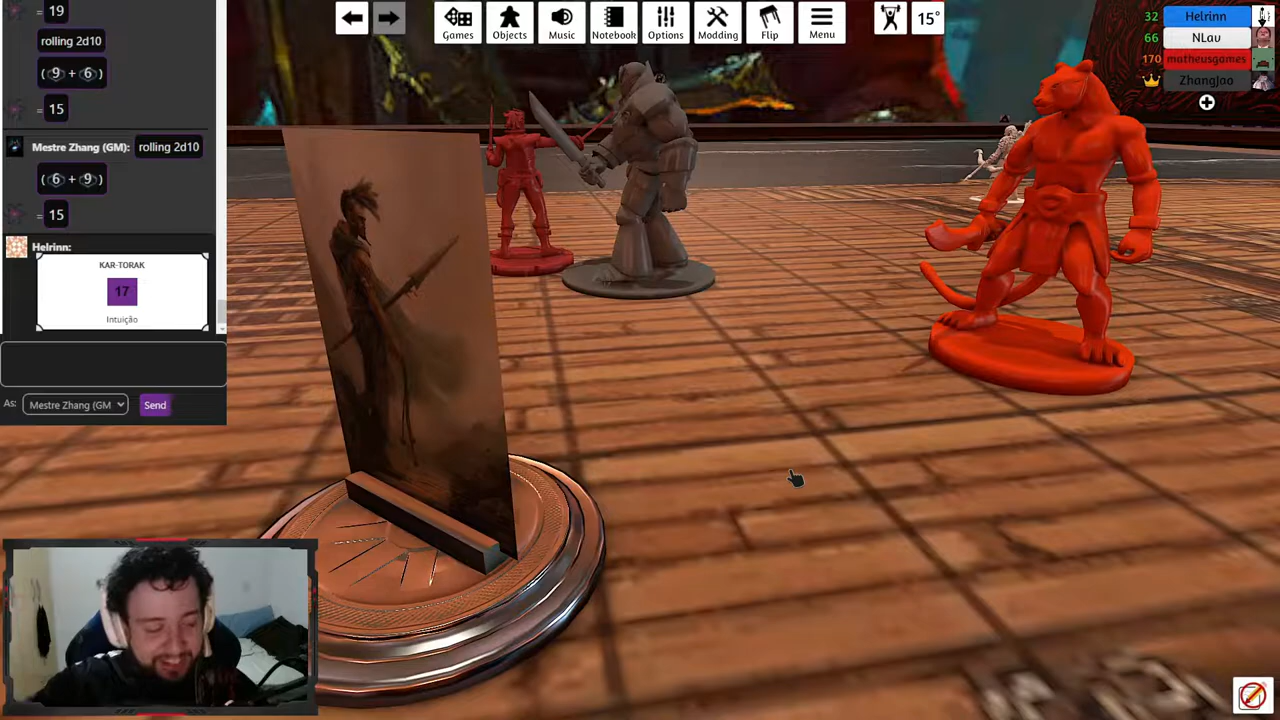 19
rolling 2d10
(9 + 6)
= 15
Mestre Zhang (GM): rolling 2d10
(6 + 9)
= 15
Helrinn:
KAR-TORAK
17
Intuição
As: Mestre Zhang (GM
Send
Games
Objects
Music
Notebook
Options
Modding
Flip
Menu
15°
32 Helrinn
66 NLav
170 matheusgames
ZhangJao